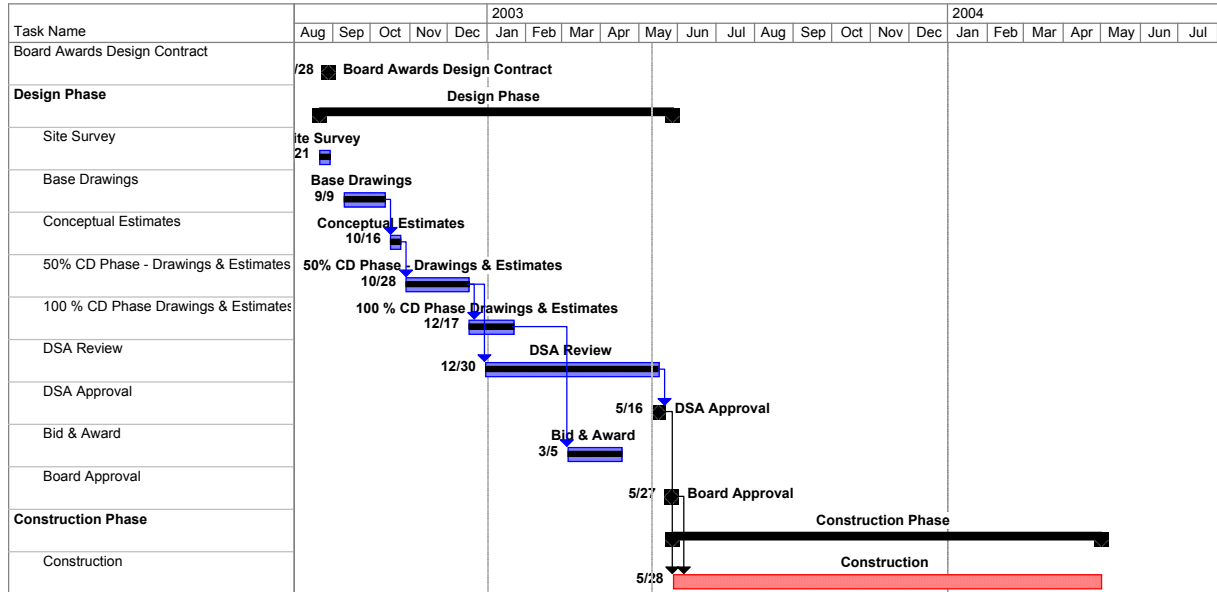 2003 2004
Task Name Aug Sep Oct Nov Dec Jan Feb Mar Apr May Jun Jul Aug Sep Oct Nov Dec Jan Feb Mar Apr May Jun Jul
Board Awards Design Contract
/28 Board Awards Design Contract
Design Phase Design Phase
Site Survey ite Survey
21
Base Drawings Base Drawings
9/9
Conceptual Estimates Conceptual Estimates
10/16
50% CD Phase - Drawings & Estimates 50% CD Phase - Drawings & Estimates
10/28
100 % CD Phase Drawings & Estimates 100 % CD Phase Drawings & Estimates
12/17
DSA Review DSA Review
12/30
DSA Approval
5/16 DSA Approval
Bid & Award Bid & Award
3/5
Board Approval
5/27 Board Approval
Construction Phase Construction Phase
Construction Construction
5/28